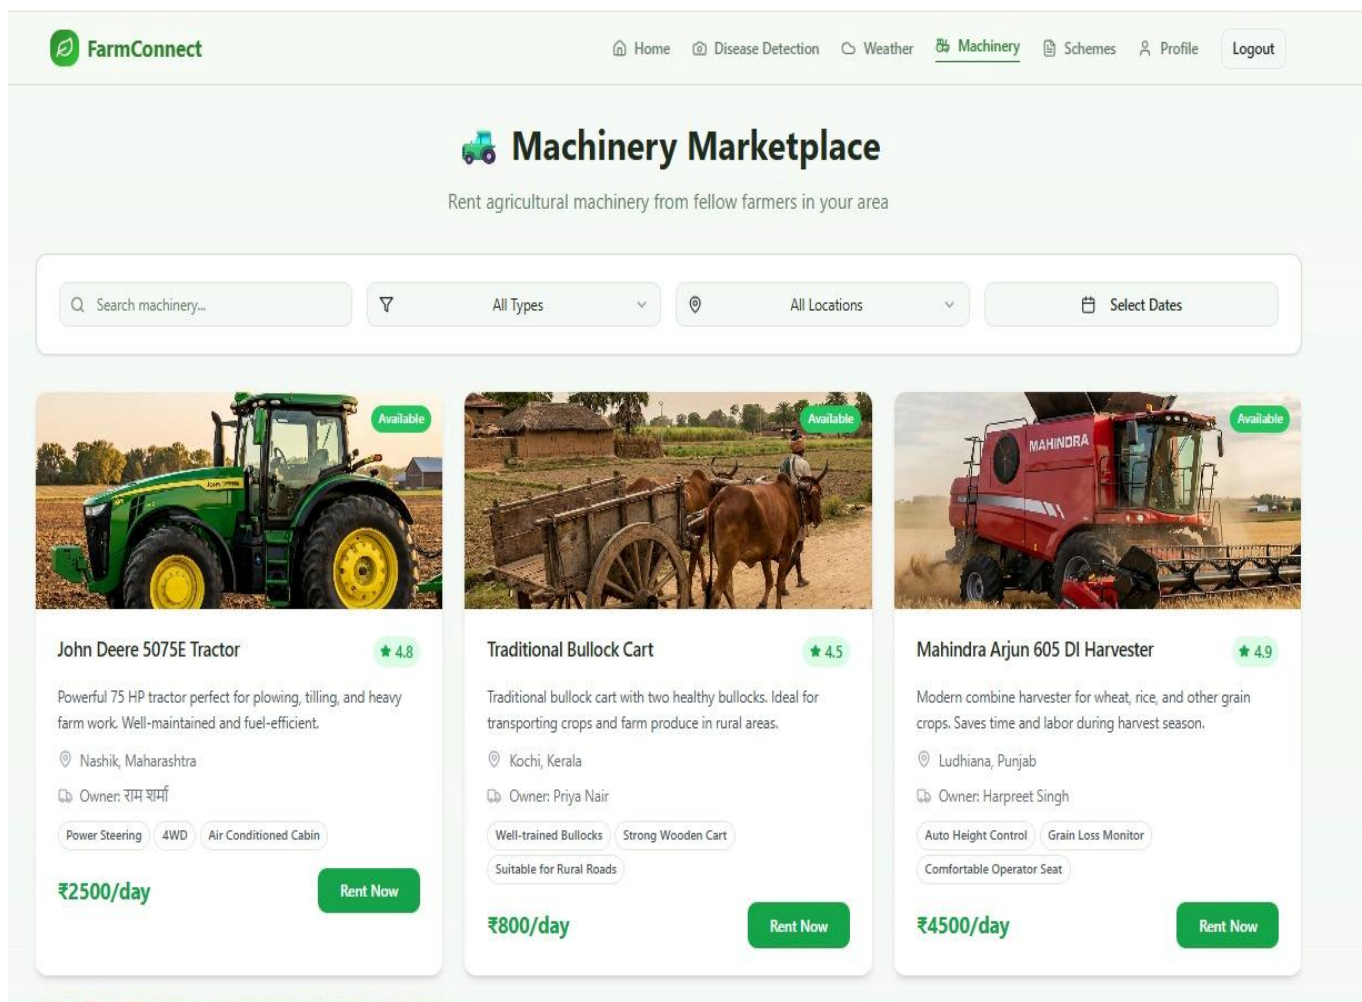 FarmConnect
Home
Disease Detection
Weather
Machinery
Schemes
Profile
Logout
Machinery Marketplace
Rent agricultural machinery from fellow farmers in your area
Search machinery...
All Types
All Locations
Select Dates
Available
JOHN DEERE
John Deere 5075E Tractor
4.8
Powerful 75 HP tractor perfect for plowing, tilling, and heavy
farm work. Well-maintained and fuel-efficient.
Nashik, Maharashtra
Owner: राम शर्मा
Power Steering
4WD
Air Conditioned Cabin
₹2500/day
Rent Now
Available
Traditional Bullock Cart
4.5
Traditional bullock cart with two healthy bullocks. Ideal for
transporting crops and farm produce in rural areas.
Kochi, Kerala
Owner: Priya Nair
Well-trained Bullocks
Strong Wooden Cart
Suitable for Rural Roads
₹800/day
Rent Now
Available
MAHINDRA
Mahindra Arjun 605 DI Harvester
4.9
Modern combine harvester for wheat, rice, and other grain
crops. Saves time and labor during harvest season.
Ludhiana, Punjab
Owner: Harpreet Singh
Auto Height Control
Grain Loss Monitor
Comfortable Operator Seat
₹4500/day
Rent Now